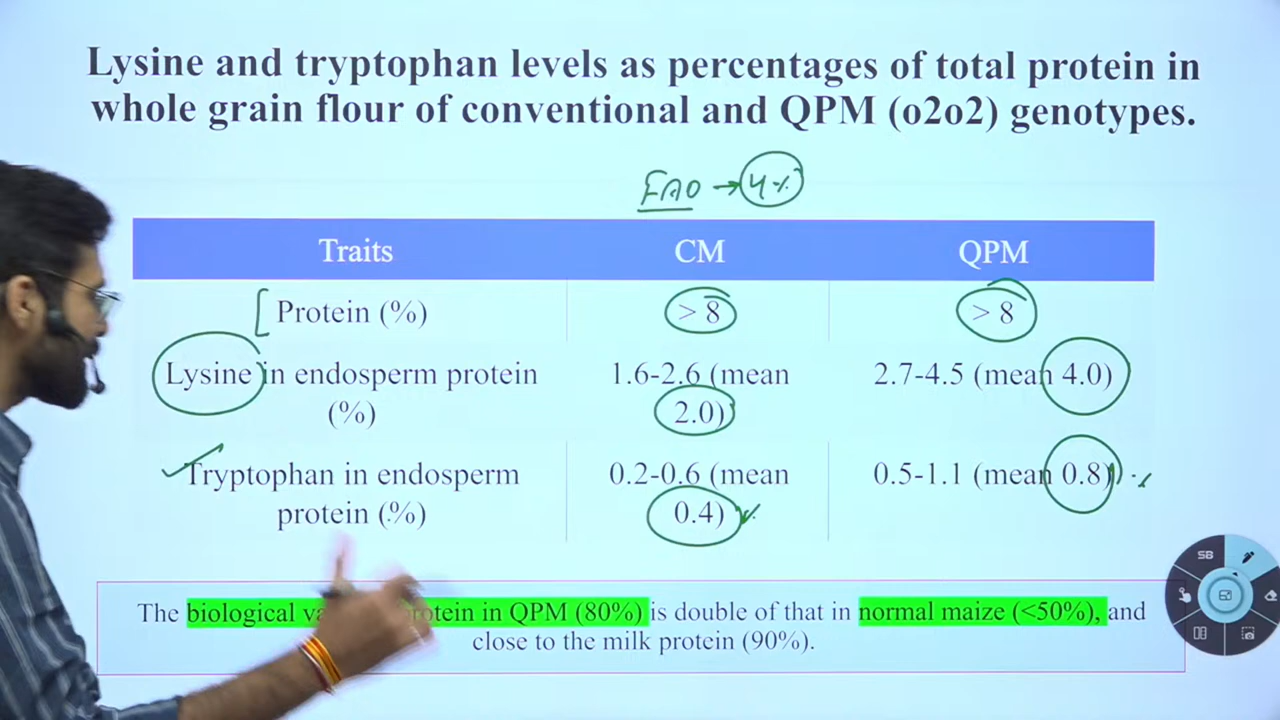 Lysine and tryptophan levels as percentages of total protein in
whole grain flour of conventional and QPM (o2o2) genotypes.
FAO → 4%
Traits CM QPM
Protein (%) > 8 > 8
Lysine in endosperm protein 1.6-2.6 (mean 2.7-4.5 (mean 4.0)
(%) 2.0)
Tryptophan in endosperm 0.2-0.6 (mean 0.5-1.1 (mean 0.8) %
protein (%) 0.4) %
The biological protein in QPM (80%) is double of that in normal maize (<50%), and
close to the milk protein (90%).
SB